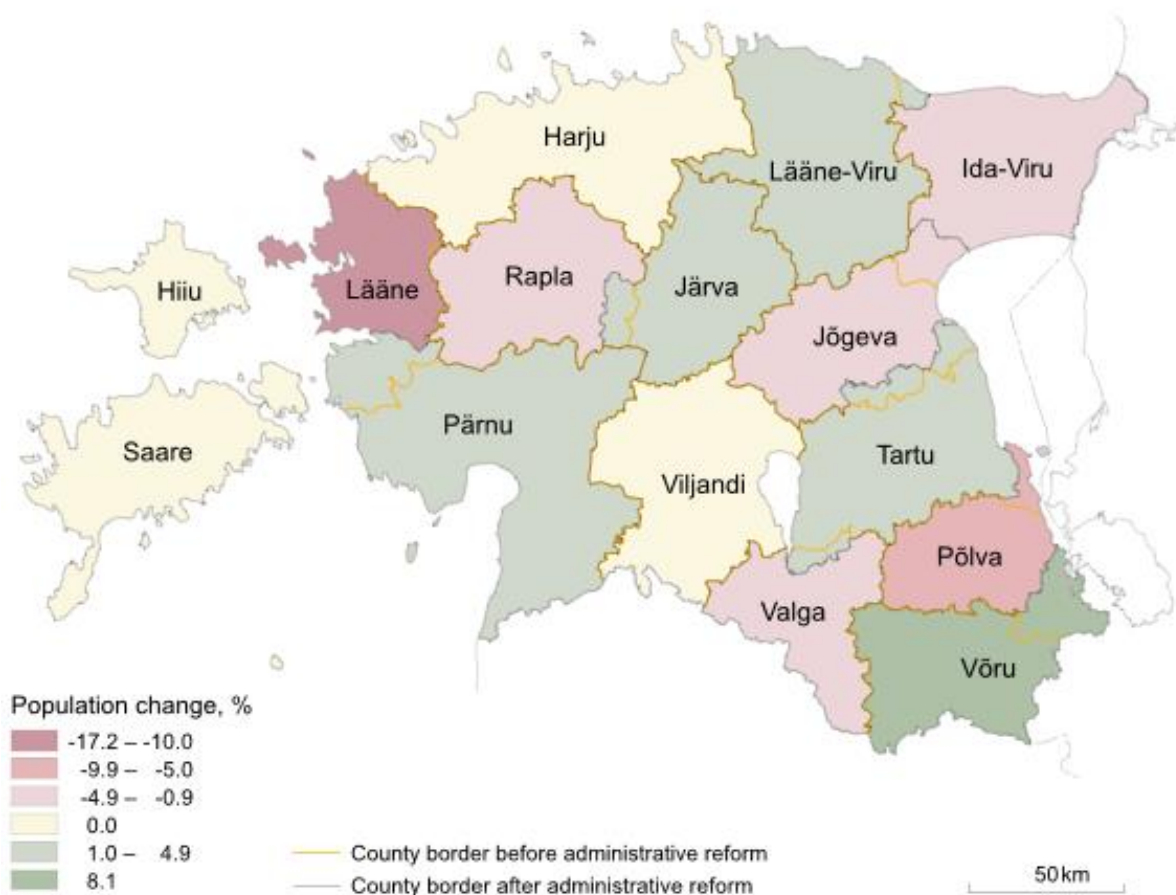 Harju
Lääne-Viru
Ida-Viru
Hiiu
Lääne
Rapla
Järva
Jõgeva
Saare
Pärnu
Viljandi
Tartu
Põlva
Valga
Võru
Population change, %
-17.2 – -10.0
-9.9 – -5.0
-4.9 – -0.9
0.0
1.0 – 4.9
8.1
County border before administrative reform
County border after administrative reform
50 km